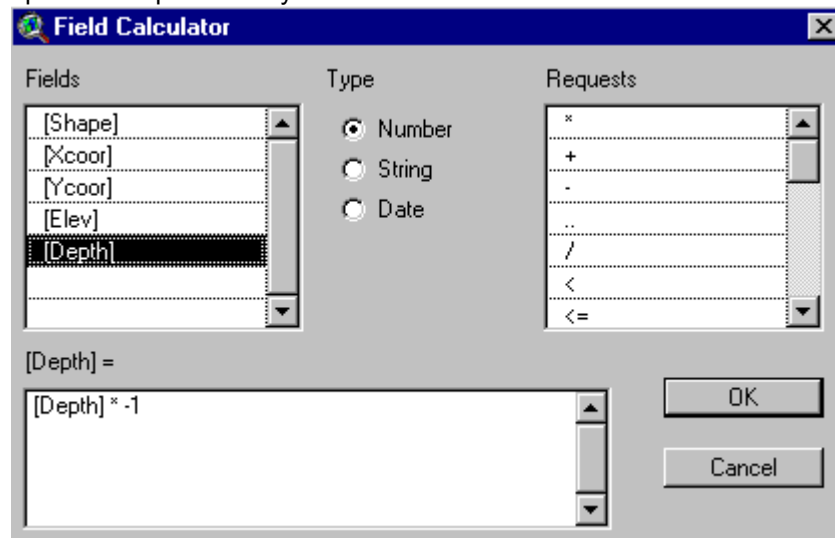 Field Calculator
Fields
Type
Requests
[Shape]
[Xcoor]
[Ycoor]
[Elev]
[Depth]
Number
String
Date
*
+
-
..
/
<
<=
[Depth] =
[Depth] * -1
OK
Cancel